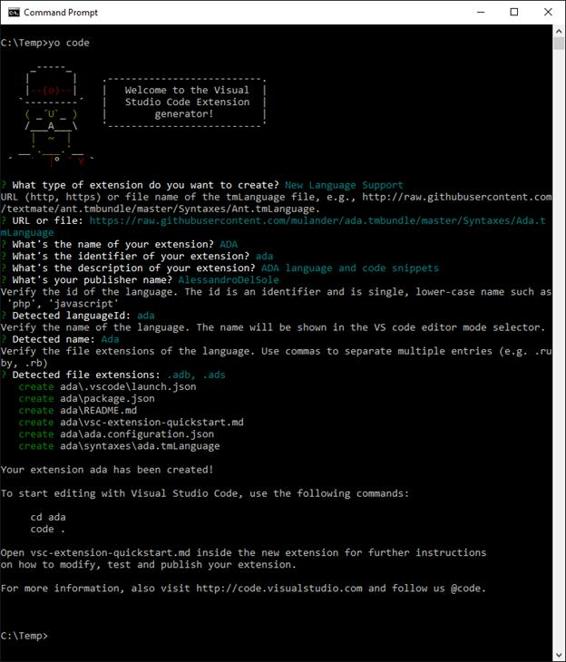 Command Prompt
C:\Temp>yo code
Welcome to the Visual
Studio Code Extension
generator!
? What type of extension do you want to create? New Language Support
URL (http, https) or file name of the tmLanguage file, e.g., http://raw.githubusercontent.com
/textmate/ant.tmbundle/master/Syntaxes/Ant.tmLanguage.
? URL or file: https://raw.githubusercontent.com/mulander/ada.tmbundle/master/Syntaxes/Ada.t
mLanguage
? What's the name of your extension? ADA
? What's the identifier of your extension? ada
? What's the description of your extension? ADA language and code snippets
? What's your publisher name? AlessandroDelSole
Verify the id of the language. The id is an identifier and is single, lower-case name such as
'php', 'javascript'
? Detected languageId: ada
Verify the name of the language. The name will be shown in the VS code editor mode selector.
? Detected name: Ada
Verify the file extensions of the language. Use commas to separate multiple entries (e.g. .ru
by, .rb)
? Detected file extensions: .adb, .ads
create ada\.vscode\launch.json
create ada\package.json
create ada\README.md
create ada\vsc-extension-quickstart.md
create ada\ada.configuration.json
create ada\syntaxes\ada.tmLanguage
Your extension ada has been created!
To start editing with Visual Studio Code, use the following commands:
cd ada
code .
Open vsc-extension-quickstart.md inside the new extension for further instructions
on how to modify, test and publish your extension.
For more information, also visit http://code.visualstudio.com and follow us @code.
C:\Temp>